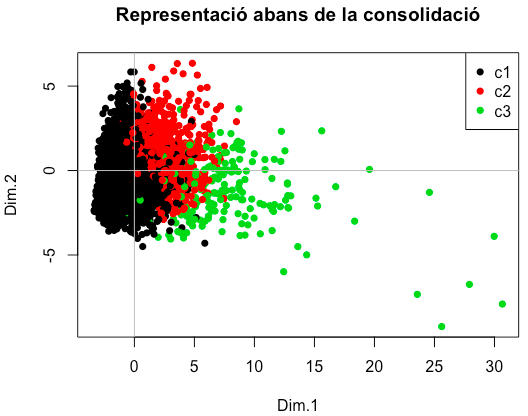 Representació abans de la consolidació
c1
c2
c3
5
0
-5
Dim.2
0 5 10 15 20 25 30
Dim.1